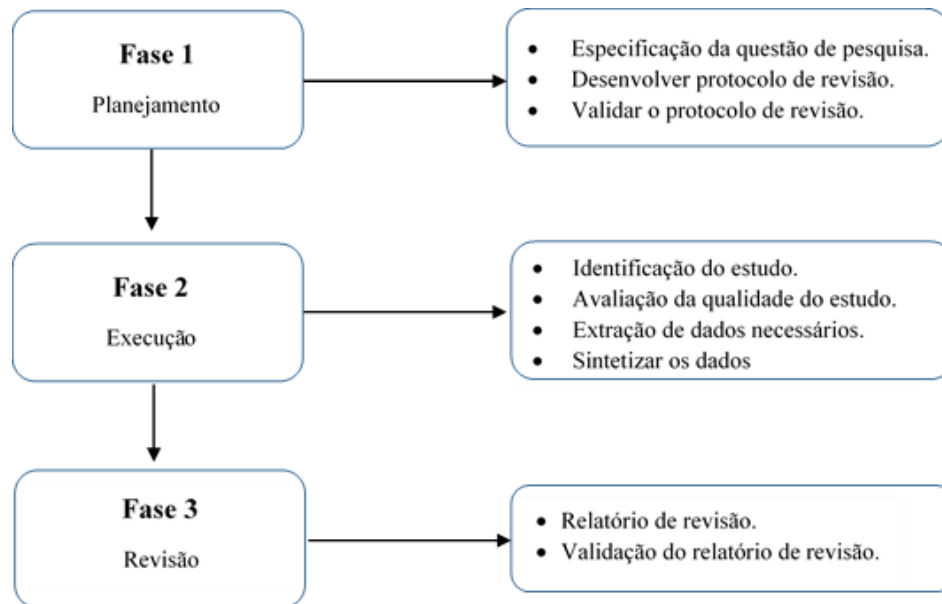 Fase 1
Planejamento
• Especificação da questão de pesquisa.
• Desenvolver protocolo de revisão.
• Validar o protocolo de revisão.
Fase 2
Execução
• Identificação do estudo.
• Avaliação da qualidade do estudo.
• Extração de dados necessários.
• Sintetizar os dados
Fase 3
Revisão
• Relatório de revisão.
• Validação do relatório de revisão.